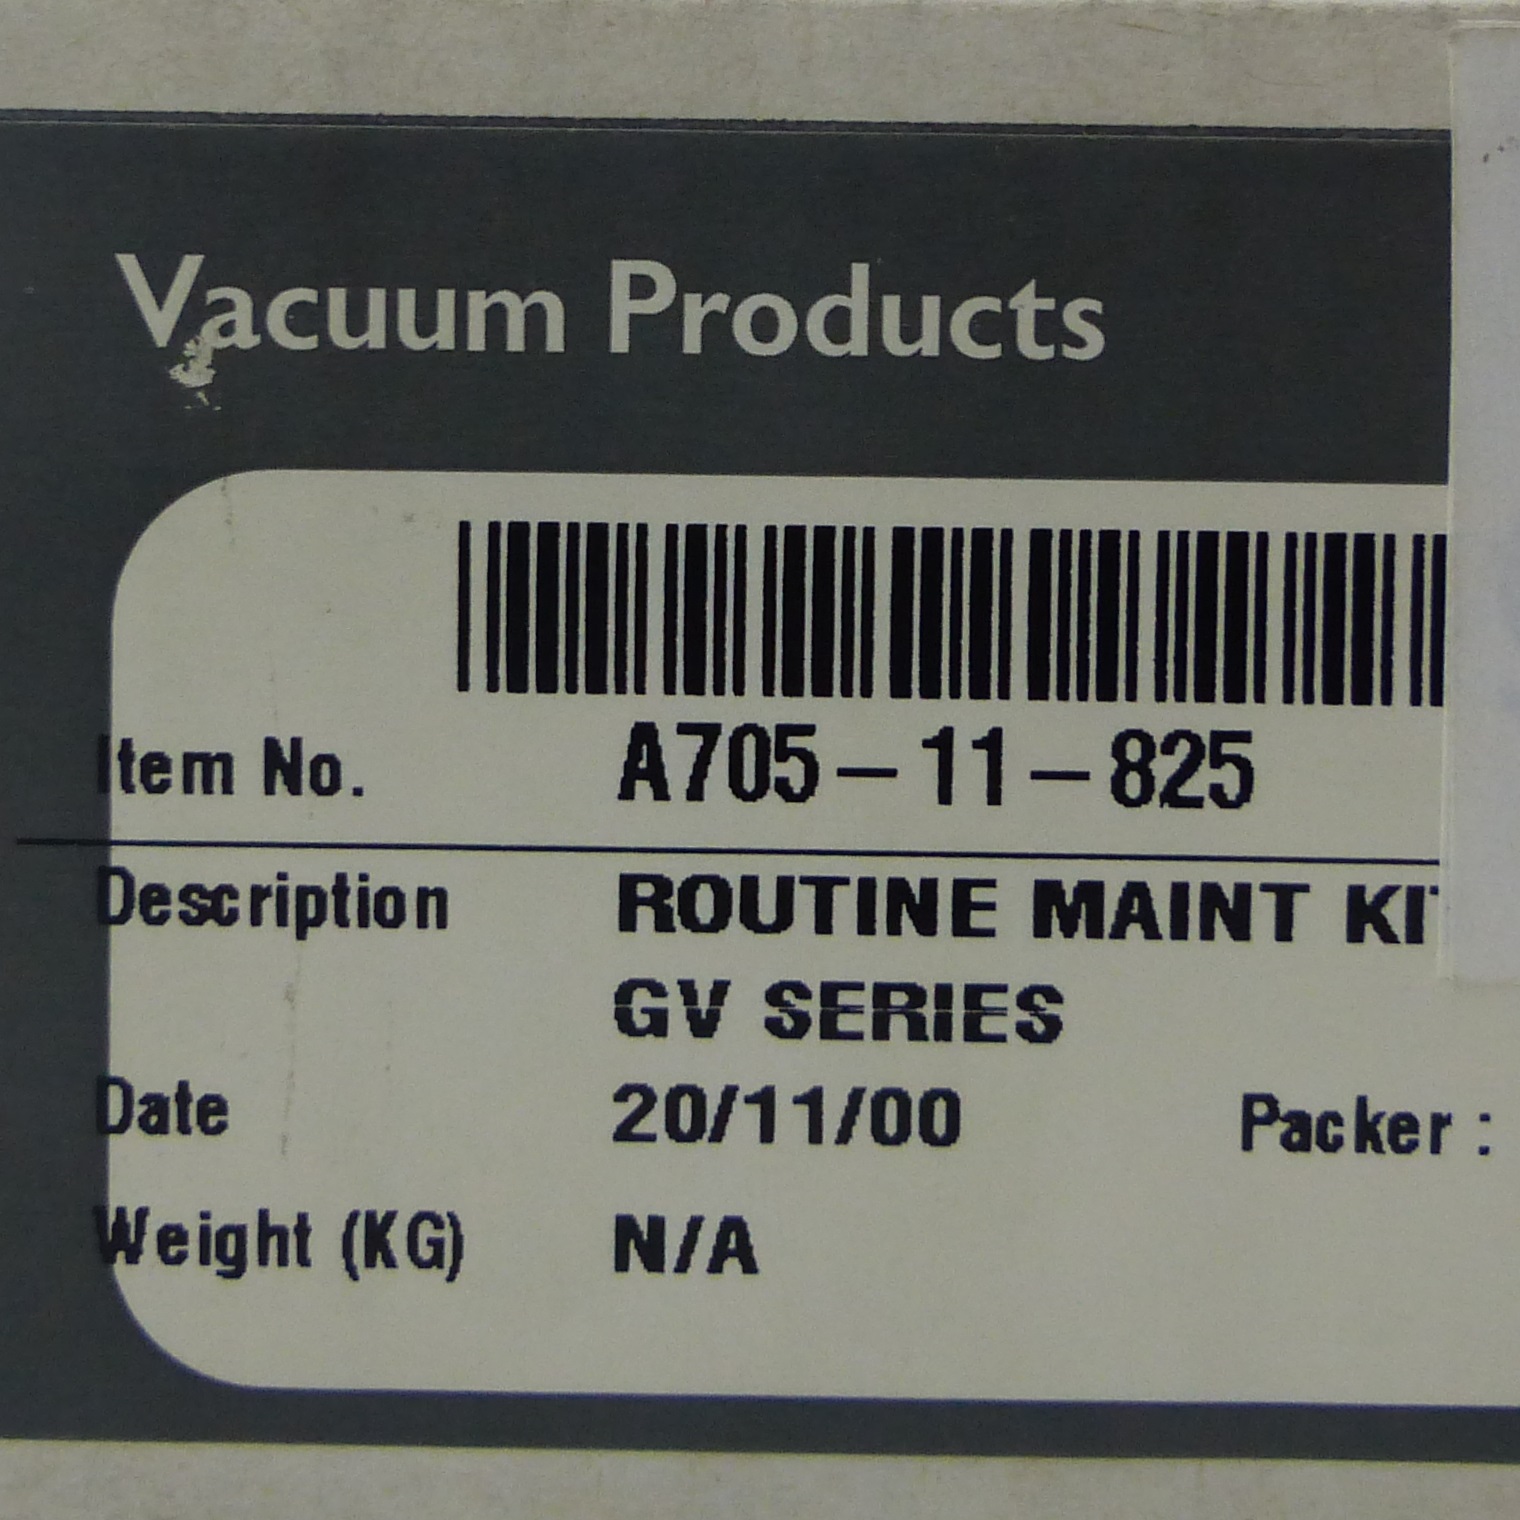 Vacuum Products
Item No. A705-11-825
Description ROUTINE MAINT KIT
GV SERIES
Date 20/11/00 Packer :
Weight (KG) N/A